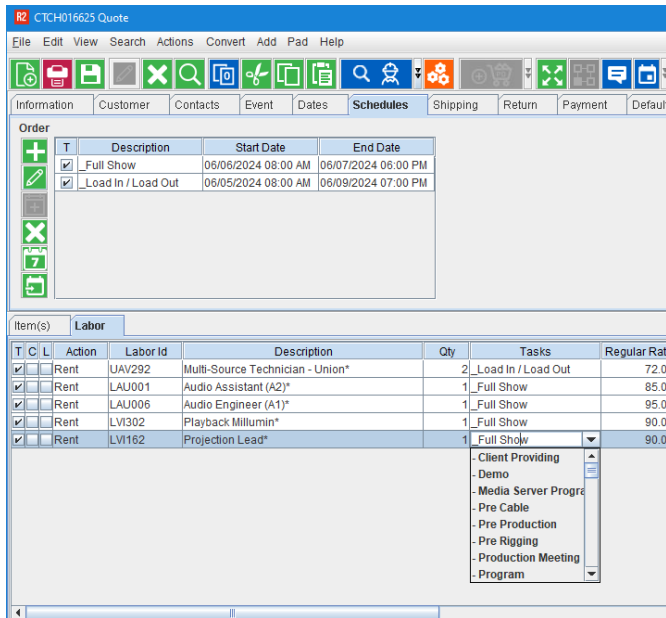 R2 CTCH016625 Quote
File Edit View Search Actions Convert Add Pad Help
Information Customer Contacts Event Dates Schedules Shipping Return Payment Defaul
Order
T Description Start Date End Date
_Full Show 06/06/2024 08:00 AM 06/07/2024 06:00 PM
_Load In / Load Out 06/05/2024 08:00 AM 06/09/2024 07:00 PM
7
Item(s) Labor
T C L Action Labor Id Description Qty Tasks Regular Rat
Rent UAV292 Multi-Source Technician - Union* 2 _Load In / Load Out 72.0
Rent LAU001 Audio Assistant (A2)* 1 _Full Show 85.0
Rent LAU006 Audio Engineer (A1)* 1 _Full Show 95.0
Rent LVI302 Playback Millumin* 1 _Full Show 90.0
Rent LVI162 Projection Lead* 1 _Full Show 90.0
- Client Providing
- Demo
- Media Server Progra
- Pre Cable
- Pre Production
- Pre Rigging
- Production Meeting
- Program